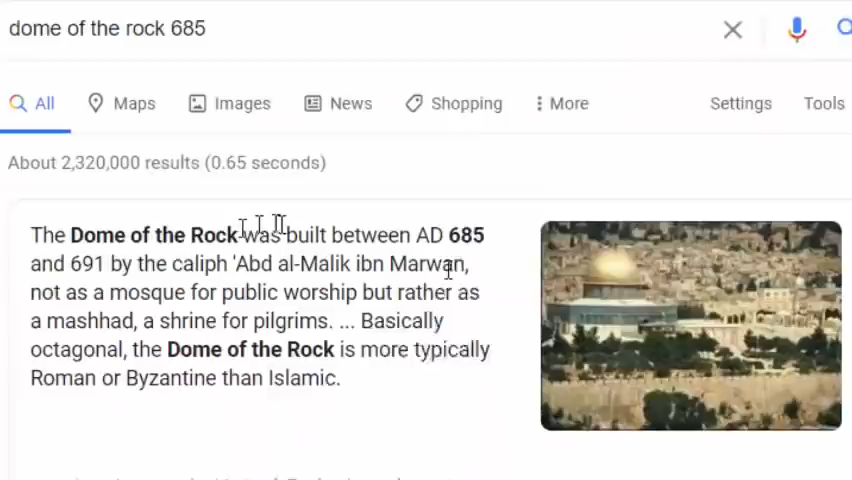 dome of the rock 685
All Maps Images News Shopping More Settings Tools
About 2,320,000 results (0.65 seconds)
The Dome of the Rock was built between AD 685
and 691 by the caliph 'Abd al-Malik ibn Marwan,
not as a mosque for public worship but rather as
a mashhad, a shrine for pilgrims. ... Basically
octagonal, the Dome of the Rock is more typically
Roman or Byzantine than Islamic.